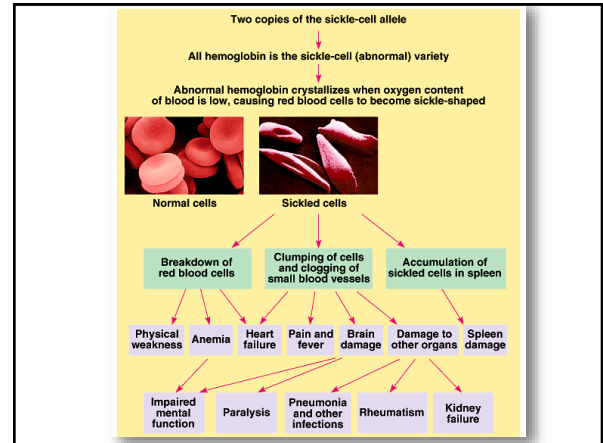 Two copies of the sickle-cell allele
All hemoglobin is the sickle-cell (abnormal) variety
Abnormal hemoglobin crystallizes when oxygen content
of blood is low, causing red blood cells to become sickle-shaped
Normal cells
Sickled cells
Breakdown of
red blood cells
Clumping of cells
and clogging of
small blood vessels
Accumulation of
sickled cells in spleen
Physical
weakness
Anemia
Heart
failure
Pain and
fever
Brain
damage
Damage to
other organs
Spleen
damage
Impaired
mental
function
Paralysis
Pneumonia
and other
infections
Rheumatism
Kidney
failure